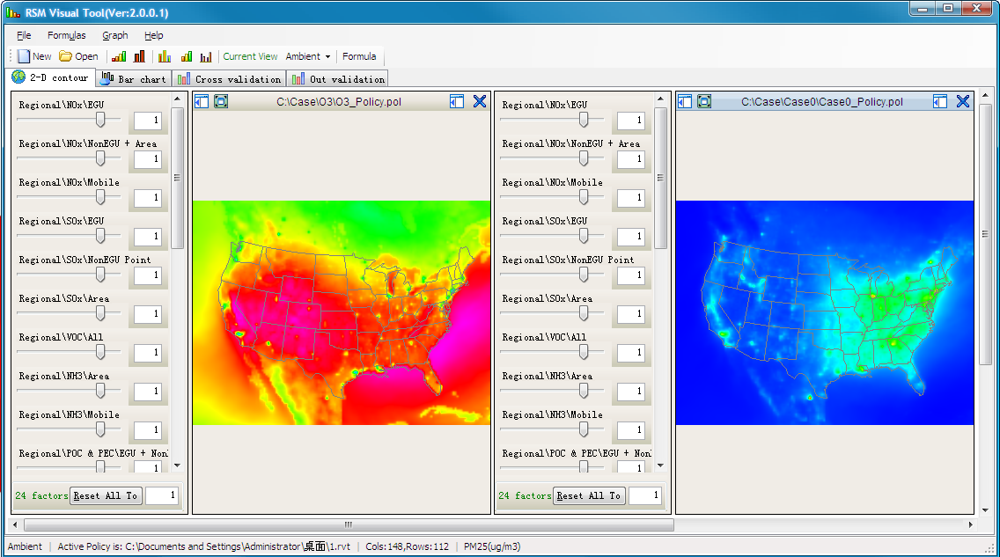 RSM Visual Tool(Ver:2.0.0.1)
File Formulas Graph Help
New Open Current View Ambient Formula
2-D contour Bar chart Cross validation Out validation
Regional\NOx\EGU
1
Regional\NOx\NonEGU + Area
1
Regional\NOx\Mobile
1
Regional\SOx\EGU
1
Regional\SOx\NonEGU Point
1
Regional\SOx\Area
1
Regional\VOC\All
1
Regional\NH3\Area
1
Regional\NH3\Mobile
1
Regional\POC & PEC\EGU + Non
1
24 factors Reset All To 1
C:\Case\O3\O3_Policy.pol
Regional\NOx\EGU
1
Regional\NOx\NonEGU + Area
1
Regional\NOx\Mobile
1
Regional\SOx\EGU
1
Regional\SOx\NonEGU Point
1
Regional\SOx\Area
1
Regional\VOC\All
1
Regional\NH3\Area
1
Regional\NH3\Mobile
1
Regional\POC & PEC\EGU + Non
1
24 factors Reset All To 1
C:\Case\Case0\Case0_Policy.pol
Ambient | Active Policy is: C:\Documents and Settings\Administrator\桌面\1.rvt | Cols:148,Rows:112 | PM25(ug/m3)